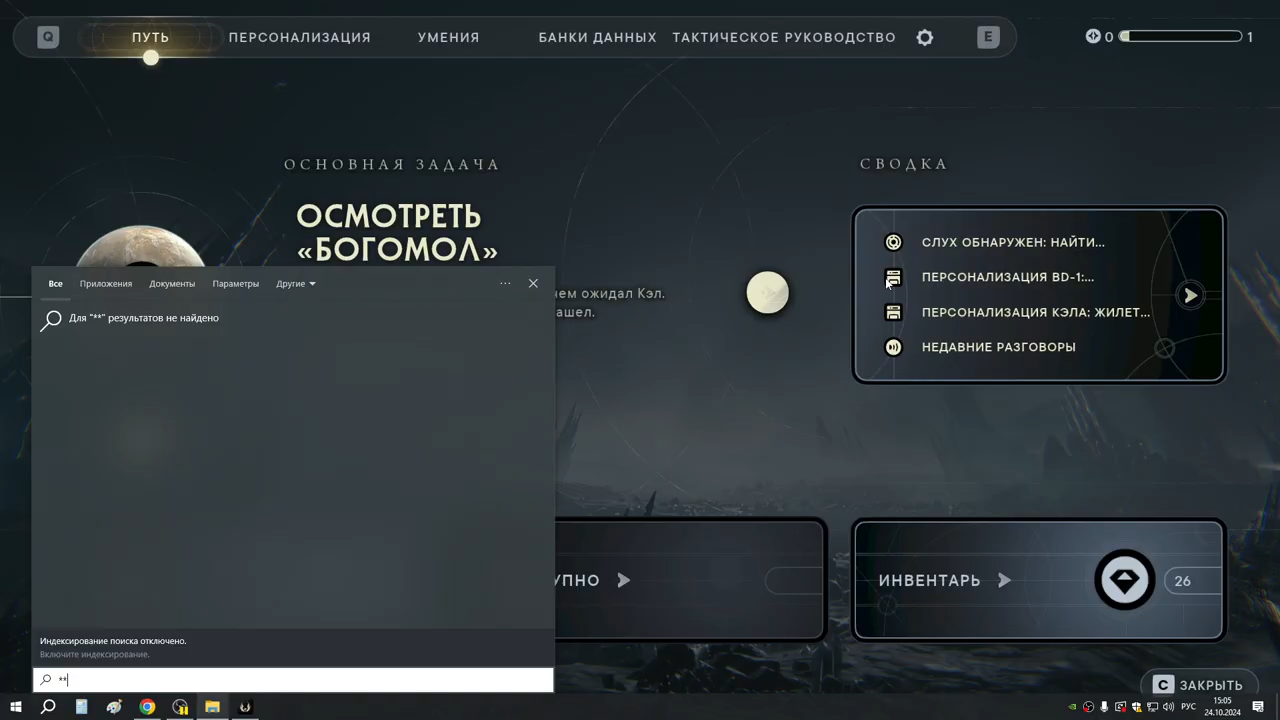 Q
ПУТЬ
ПЕРСОНАЛИЗАЦИЯ
УМЕНИЯ
БАНКИ ДАННЫХ
ТАКТИЧЕСКОЕ РУКОВОДСТВО
E
0
1
ОСНОВНАЯ ЗАДАЧА
СВОДКА
ОСМОТРЕТЬ
«БОГОМОЛ»
СЛУХ ОБНАРУЖЕН: НАЙТИ...
ПЕРСОНАЛИЗАЦИЯ BD-1:...
ПЕРСОНАЛИЗАЦИЯ КЭЛА: ЖИЛЕТ...
НЕДАВНИЕ РАЗГОВОРЫ
чем ожидал Кэл.
ашел.
Все
Приложения
Документы
Параметры
Другие
Для "**" результатов не найдено
УПНО
ИНВЕНТАРЬ
26
Индексирование поиска отключено.
Включите индексирование.
**
C ЗАКРЫТЬ
РУС
15:05
24.10.2024